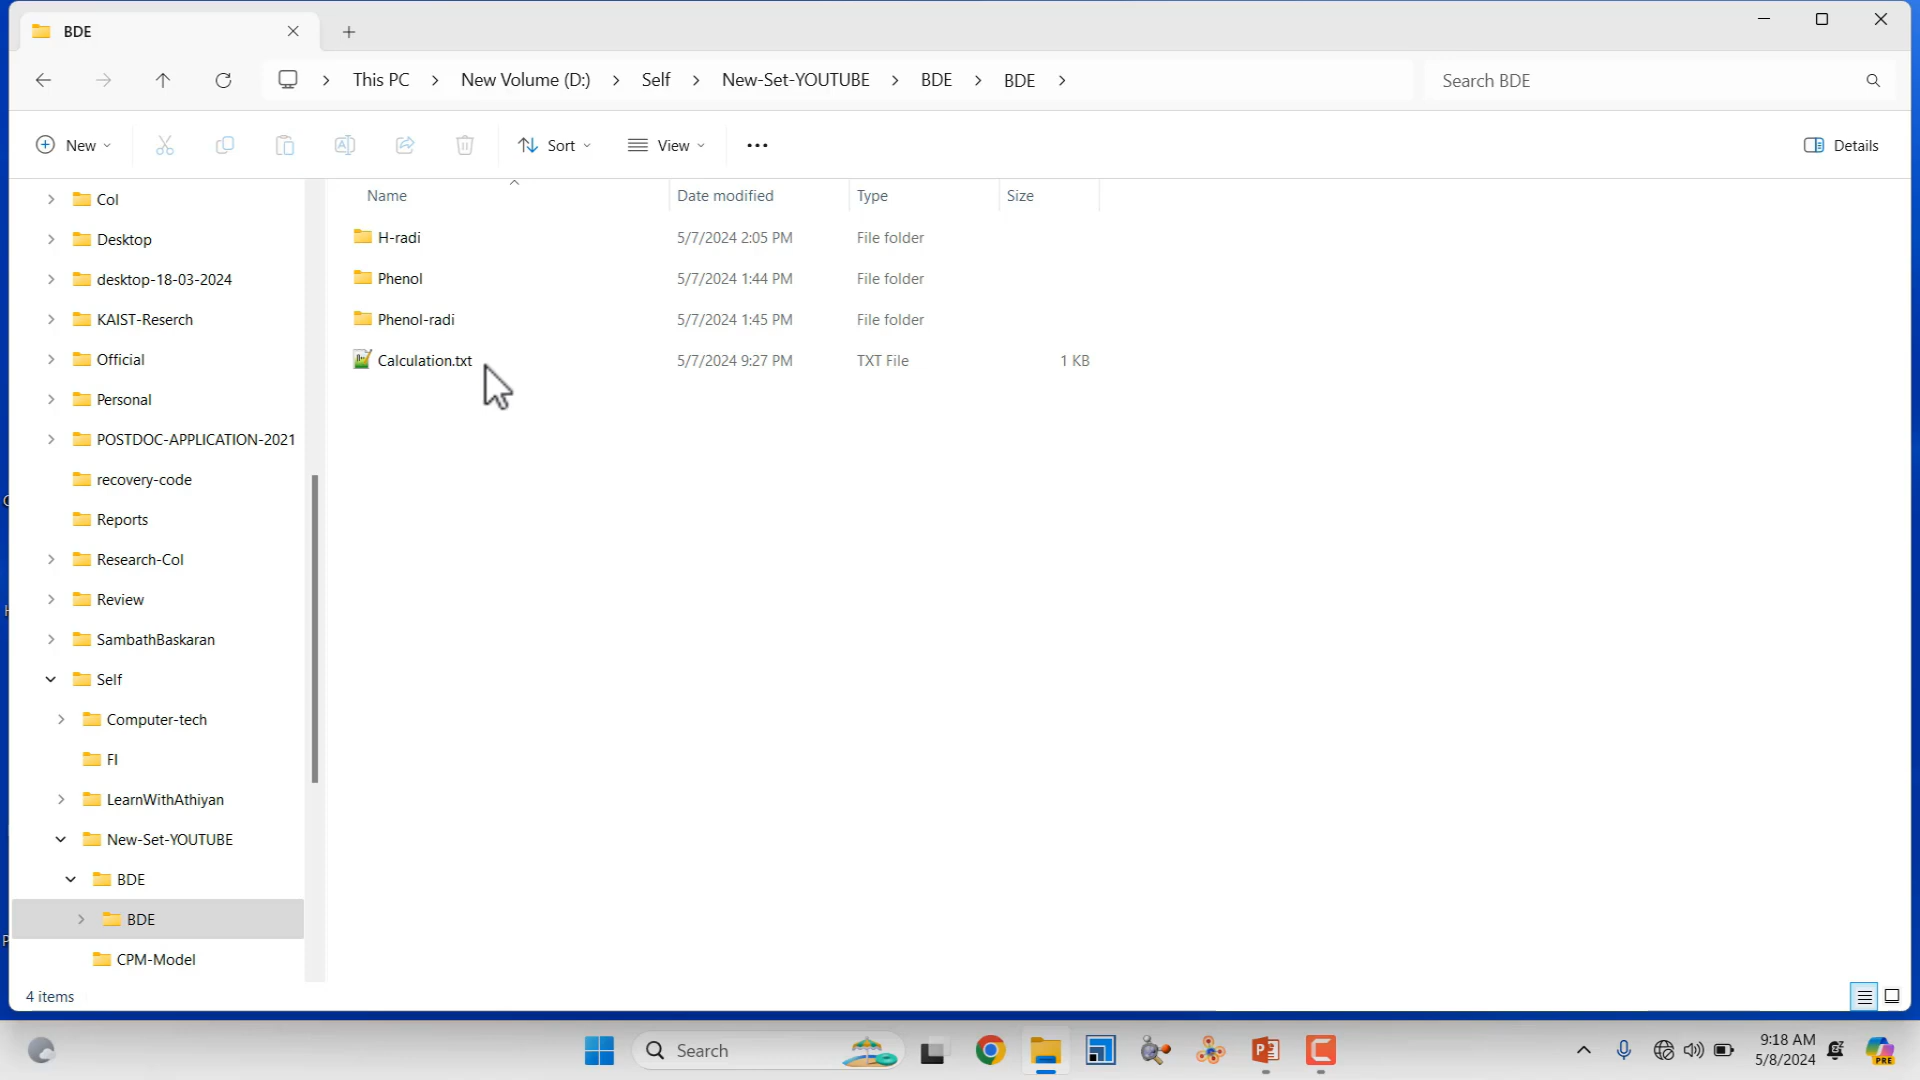 BDE
This PC
New Volume (D:)
Self
New-Set-YOUTUBE
BDE
BDE
Search BDE
New
Sort
View
Details
Name
Date modified
Type
Size
H-radi 5/7/2024 2:05 PM File folder
Phenol 5/7/2024 1:44 PM File folder
Phenol-radi 5/7/2024 1:45 PM File folder
Calculation.txt 5/7/2024 9:27 PM TXT File 1 KB
Col
Desktop
desktop-18-03-2024
KAIST-Reserch
Official
Personal
POSTDOC-APPLICATION-2021
recovery-code
Reports
Research-Col
Review
SambathBaskaran
Self
Computer-tech
FI
LearnWithAthiyan
New-Set-YOUTUBE
BDE
BDE
CPM-Model
4 items
Search
9:18 AM
5/8/2024
PRE